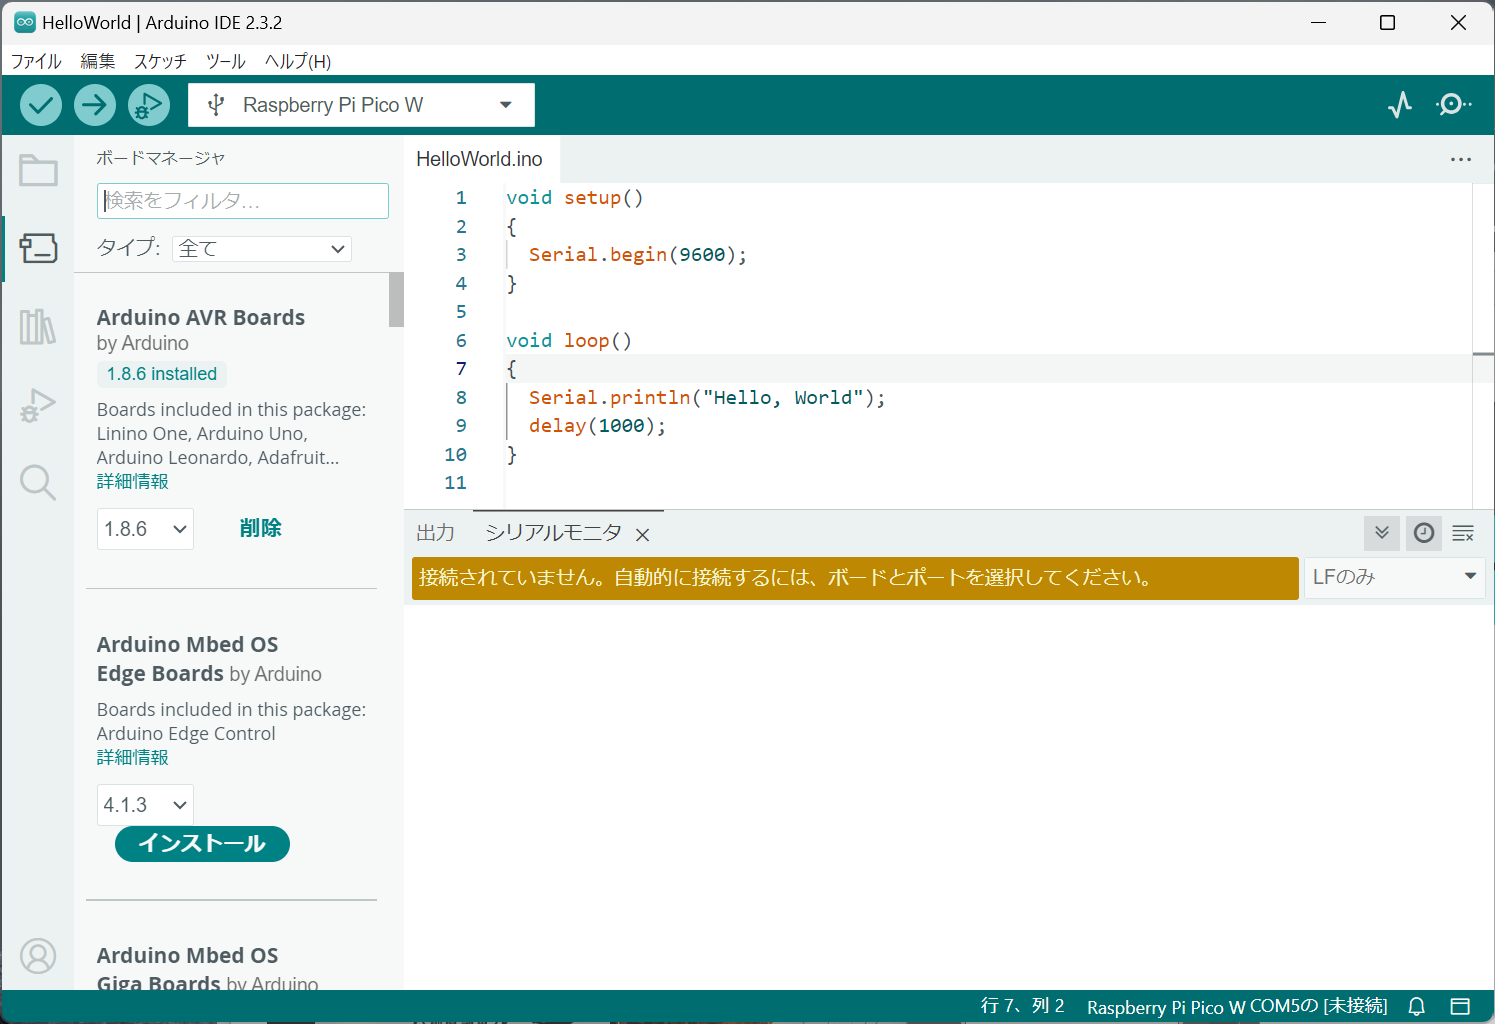 HelloWorld | Arduino IDE 2.3.2
ファイル 編集 スケッチ ツール ヘルプ(H)
Raspberry Pi Pico W
ボードマネージャ
検索をフィルタ...
タイプ: 全て
Arduino AVR Boards
by Arduino
1.8.6 installed
Boards included in this package:
Linino One, Arduino Uno,
Arduino Leonardo, Adafruit...
詳細情報
1.8.6 削除
Arduino Mbed OS
Edge Boards by Arduino
Boards included in this package:
Arduino Edge Control
詳細情報
4.1.3
インストール
Arduino Mbed OS
Giga Boards by Arduino
HelloWorld.ino
1 void setup()
2 {
3 Serial.begin(9600);
4 }
5
6 void loop()
7 {
8 Serial.println("Hello, World");
9 delay(1000);
10 }
11
出力 シリアルモニタ
接続されていません。自動的に接続するには、ボードとポートを選択してください。
LFのみ
行 7、列 2 Raspberry Pi Pico W COM5の [未接続]